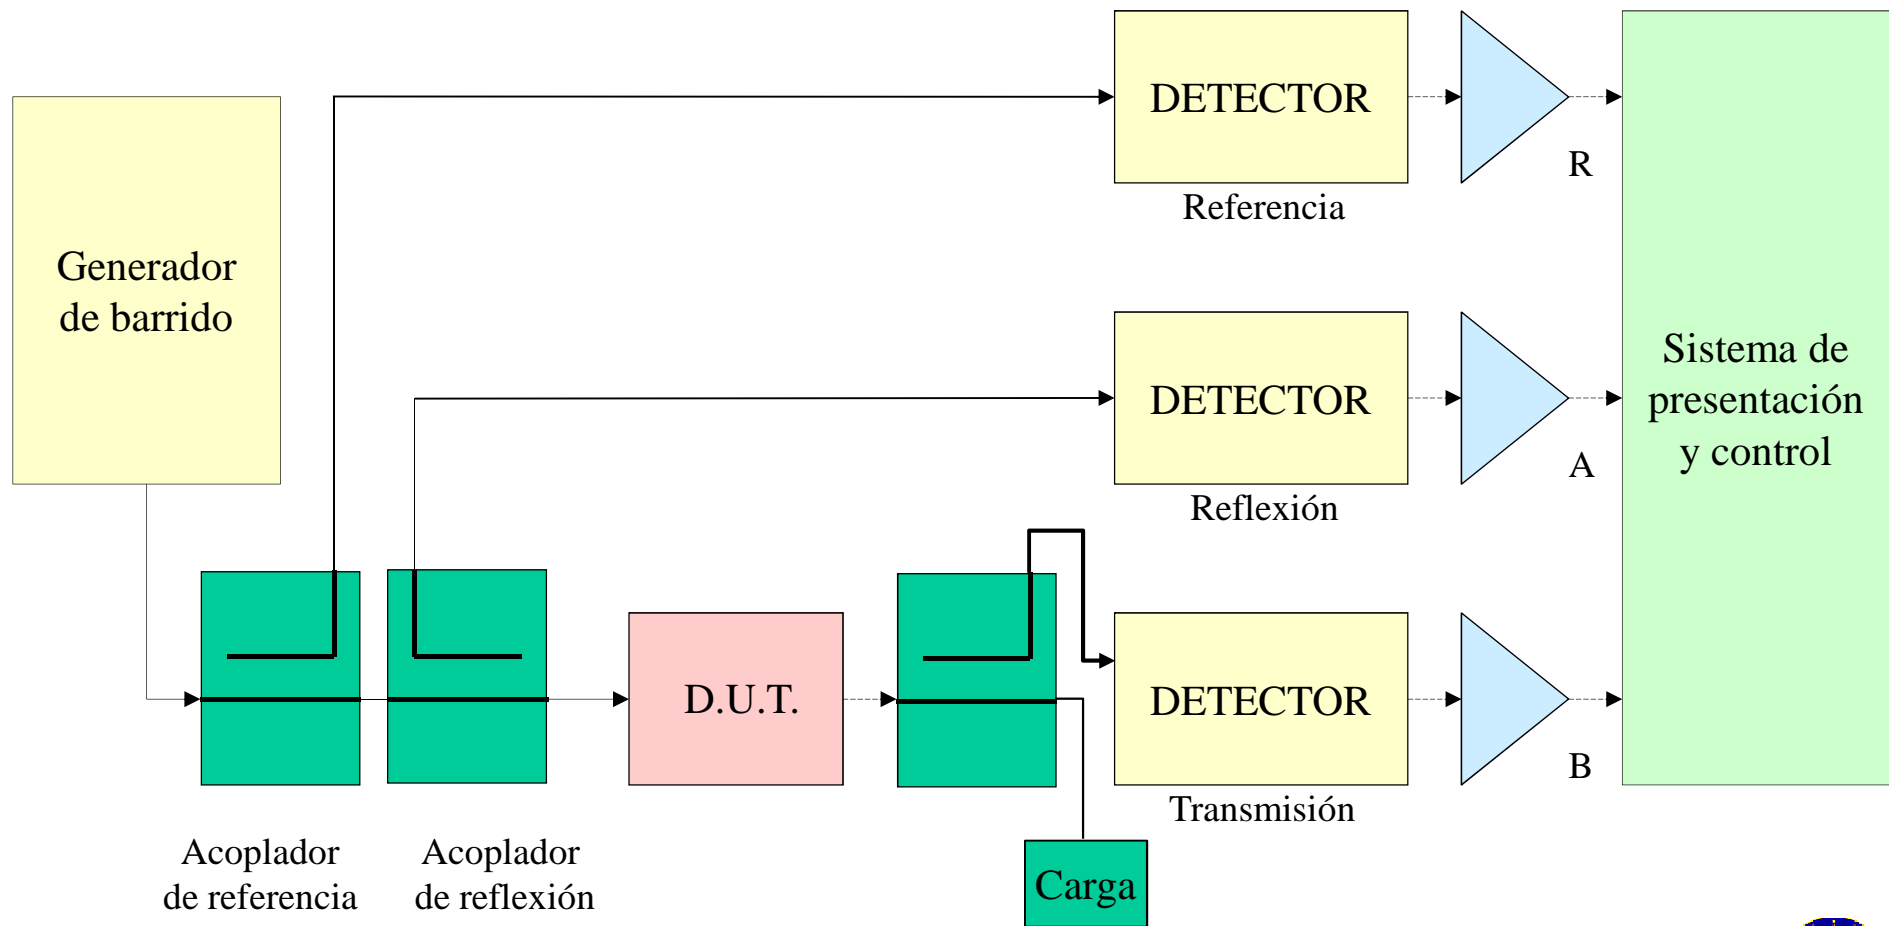 DETECTOR
R
Referencia
Generador
de barrido
DETECTOR
A
Reflexión
Sistema de
presentación
y control
D.U.T.
DETECTOR
B
Transmisión
Acoplador
de referencia
Acoplador
de reflexión
Carga